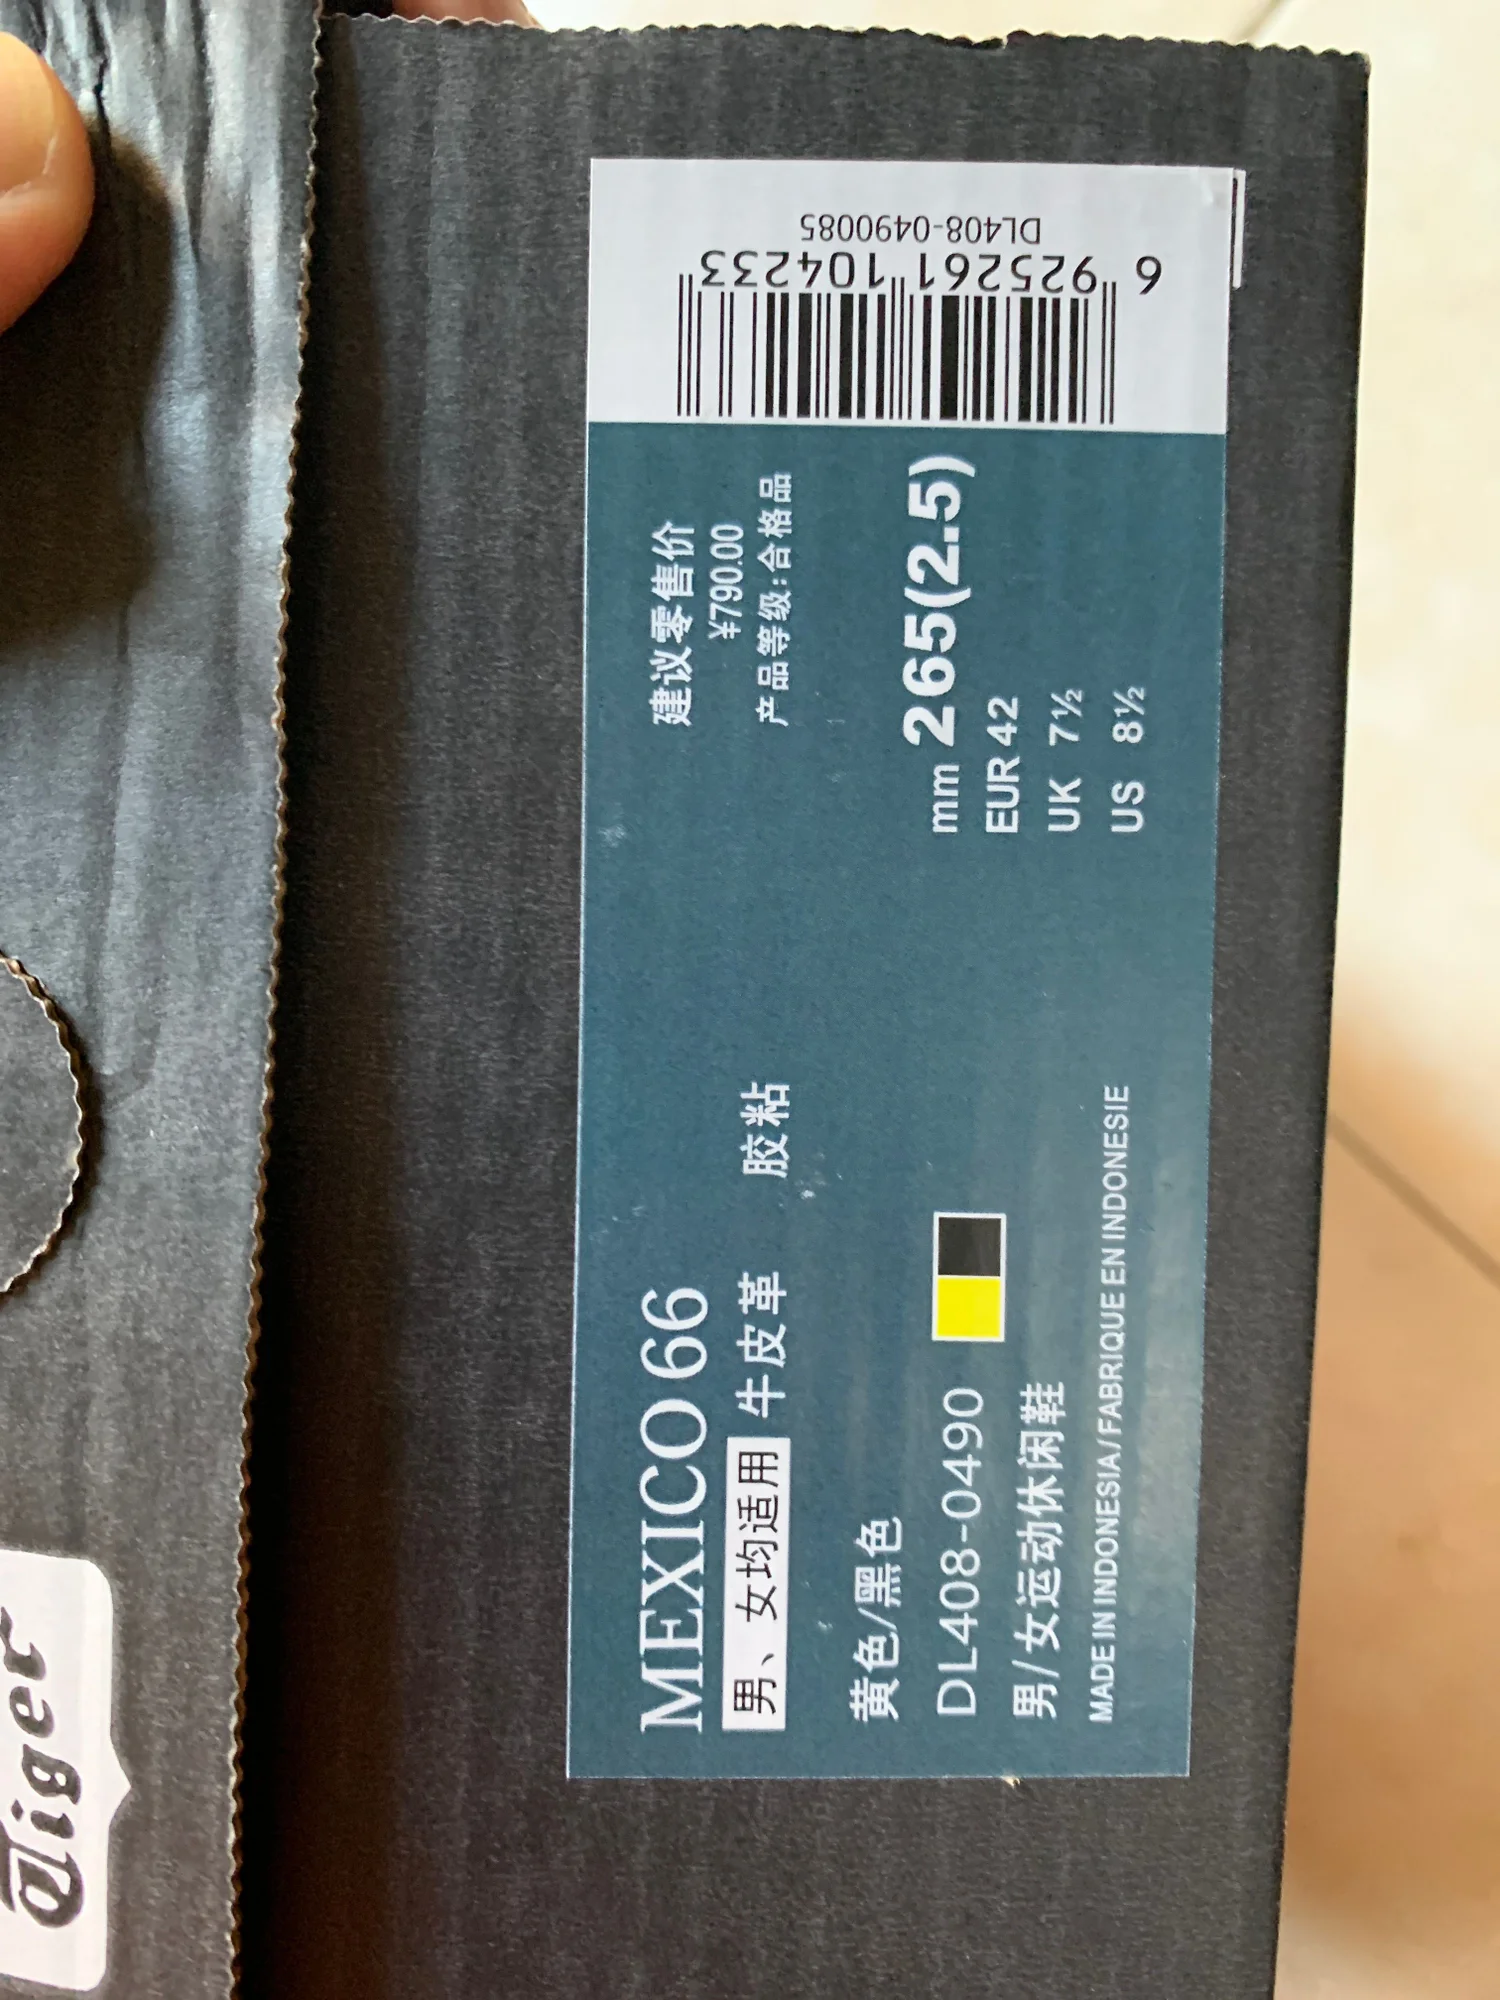 Tiger
MEXICO 66
男、女均适用 牛皮革 胶粘
黄色/黑色
DL408-0490
男/女运动休闲鞋
MADE IN INDONESIA/FABRIQUE EN INDONESIE
建议零售价
¥790.00
产品等级:合格品
mm 265(2.5)
EUR 42
UK 7½
US 8½
6 925261 104233
DL408-0490085